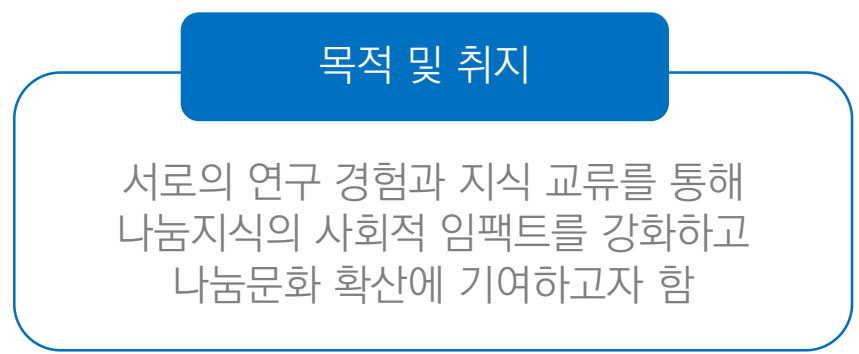 목적 및 취지
서로의 연구 경험과 지식 교류를 통해
나눔지식의 사회적 임팩트를 강화하고
나눔문화 확산에 기여하고자 함